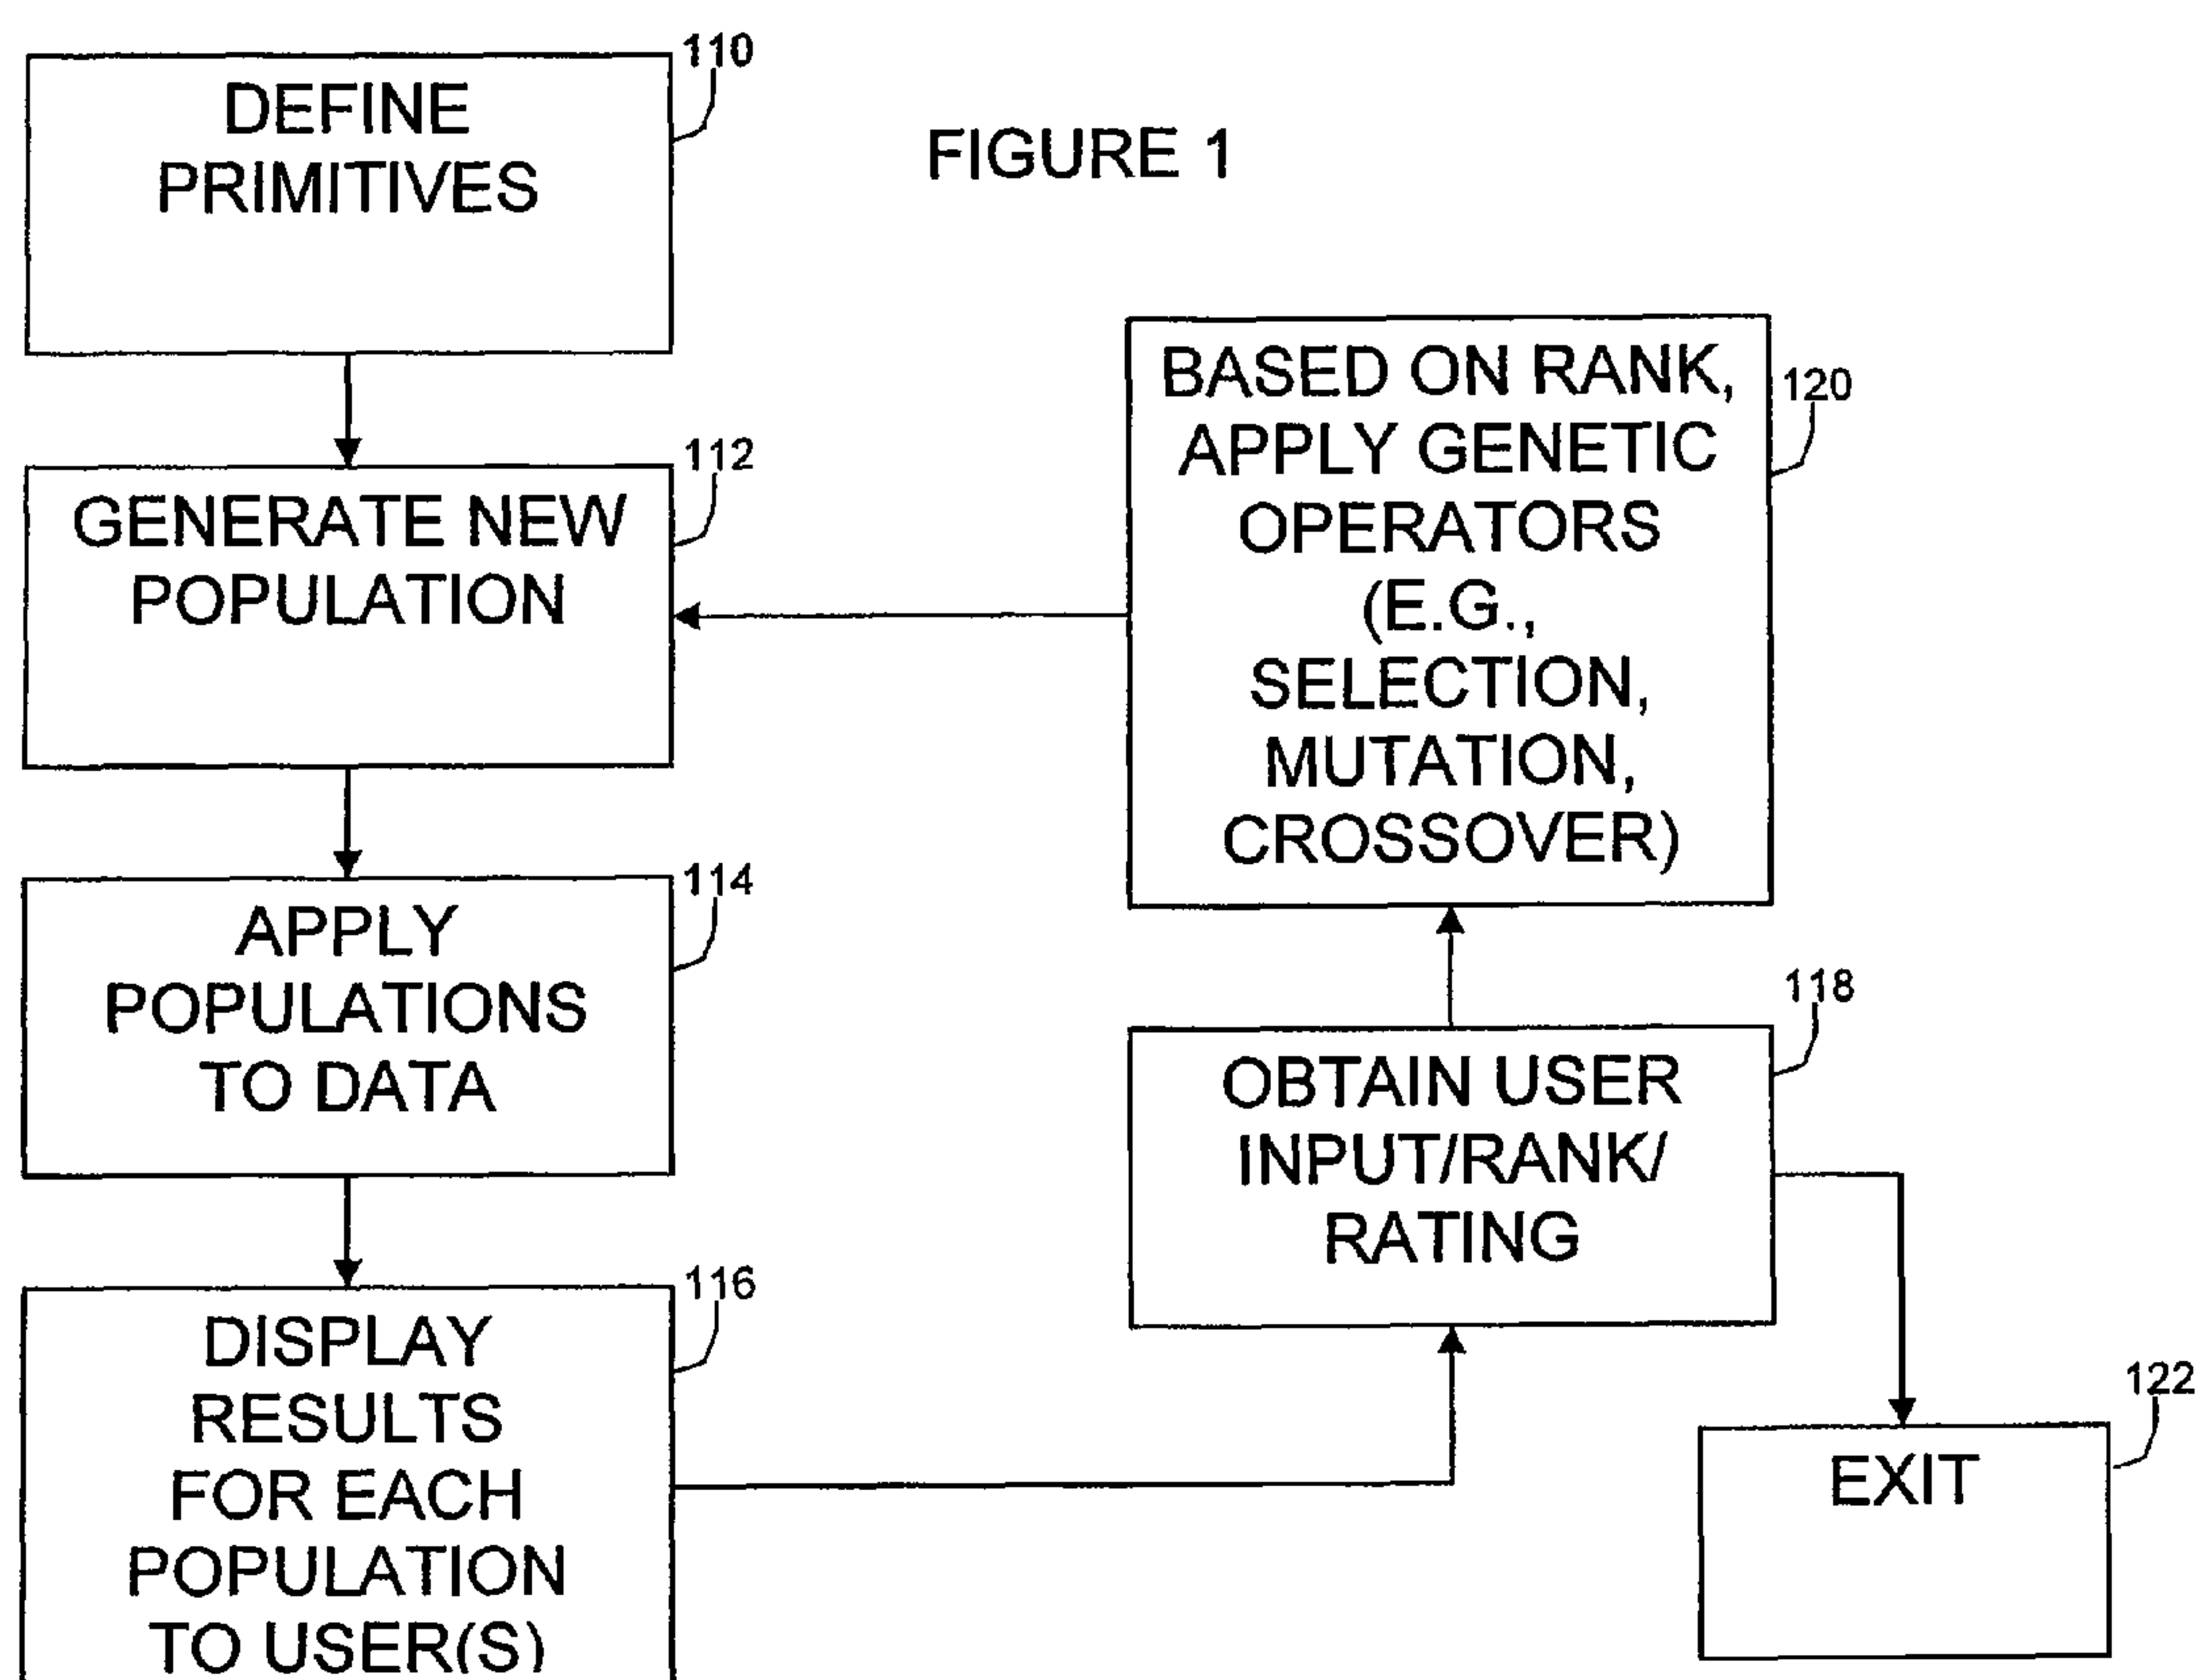 110
DEFINE
PRIMITIVES
FIGURE 1
112
GENERATE NEW
POPULATION
114
APPLY
POPULATIONS
TO DATA
116
DISPLAY
RESULTS
FOR EACH
POPULATION
TO USER(S)
118
OBTAIN USER
INPUT/RANK/
RATING
120
BASED ON RANK,
APPLY GENETIC
OPERATORS
(E.G.,
SELECTION,
MUTATION,
CROSSOVER)
122
EXIT